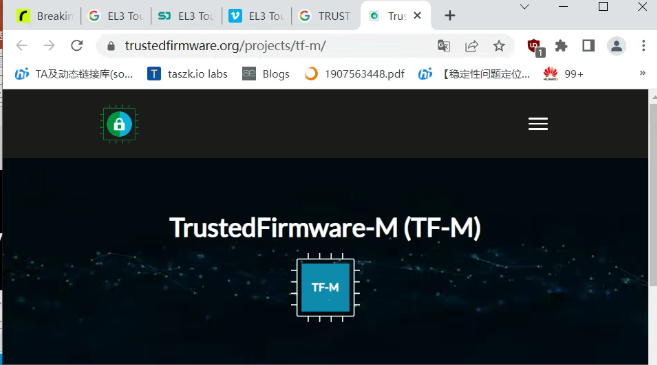 Breakin
EL3 Tou
EL3 Tou
EL3 Tou
TRUST
Trus
trustedfirmware.org/projects/tf-m/
1
TA及动态链接库(so...
taszk.io labs
Blogs
1907563448.pdf
【稳定性问题定位...
99+
»
TrustedFirmware-M (TF-M)
TF-M